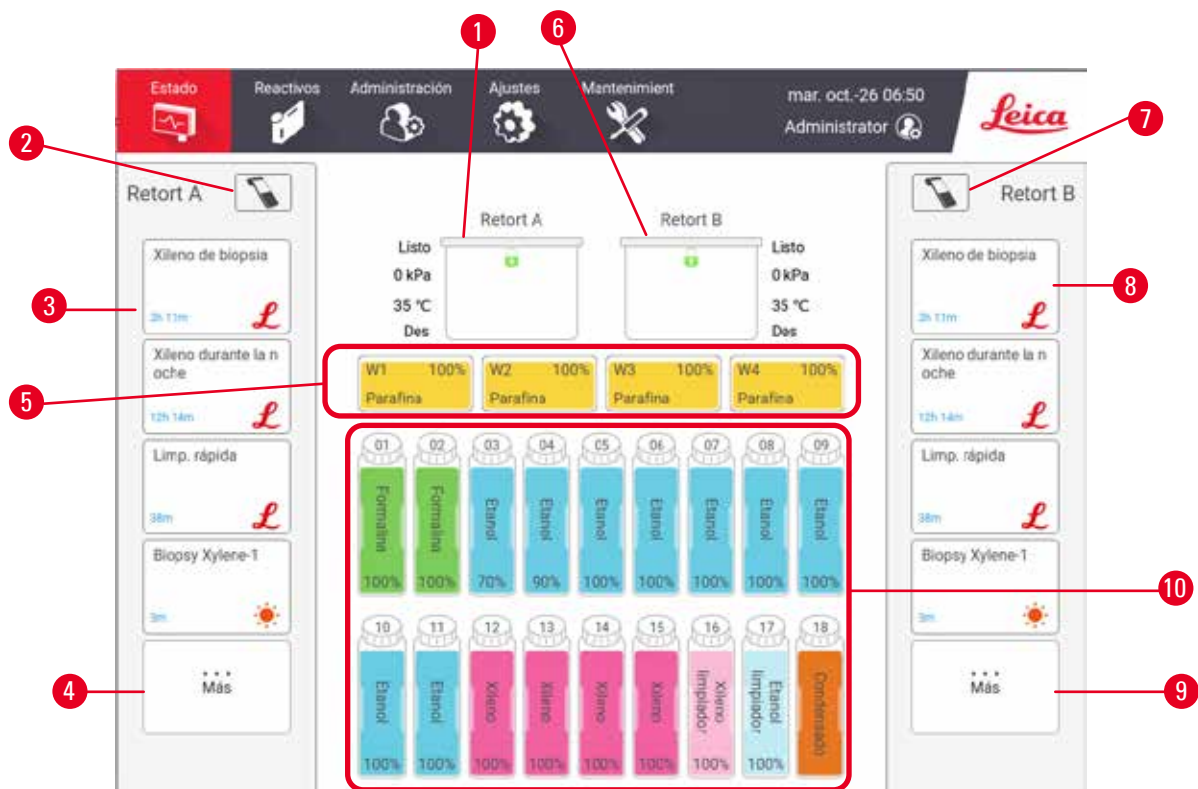 1
6
Estado
Reactivos
Administración
Ajustes
Mantenimient
mar. oct.-26 06:50
Administrator
Leica
2
7
Retort A
Retort B
Retort A
Retort B
Listo
0 kPa
35 °C
Des
Listo
0 kPa
35 °C
Des
3
Xileno de biopsia
2h 11m
Xileno durante la n
oche
12h 14m
Limp. rápida
38m
Biopsy Xylene-1
3m
4
...
Más
8
Xileno de biopsia
2h 11m
Xileno durante la n
oche
12h 14m
Limp. rápida
38m
Biopsy Xylene-1
3m
9
...
Más
5
W1 100%
Parafina
W2 100%
Parafina
W3 100%
Parafina
W4 100%
Parafina
10
01 02 03 04 05 06 07 08 09
Formalina Formalina Etanol Etanol Etanol Etanol Etanol Etanol Etanol
100% 100% 70% 90% 100% 100% 100% 100% 100%
10 11 12 13 14 15 16 17 18
Etanol Etanol Xileno Xileno Xileno Xileno Xileno limpiador Etanol limpiador Condensado
100% 100% 100% 100% 100% 100% 100% 100%